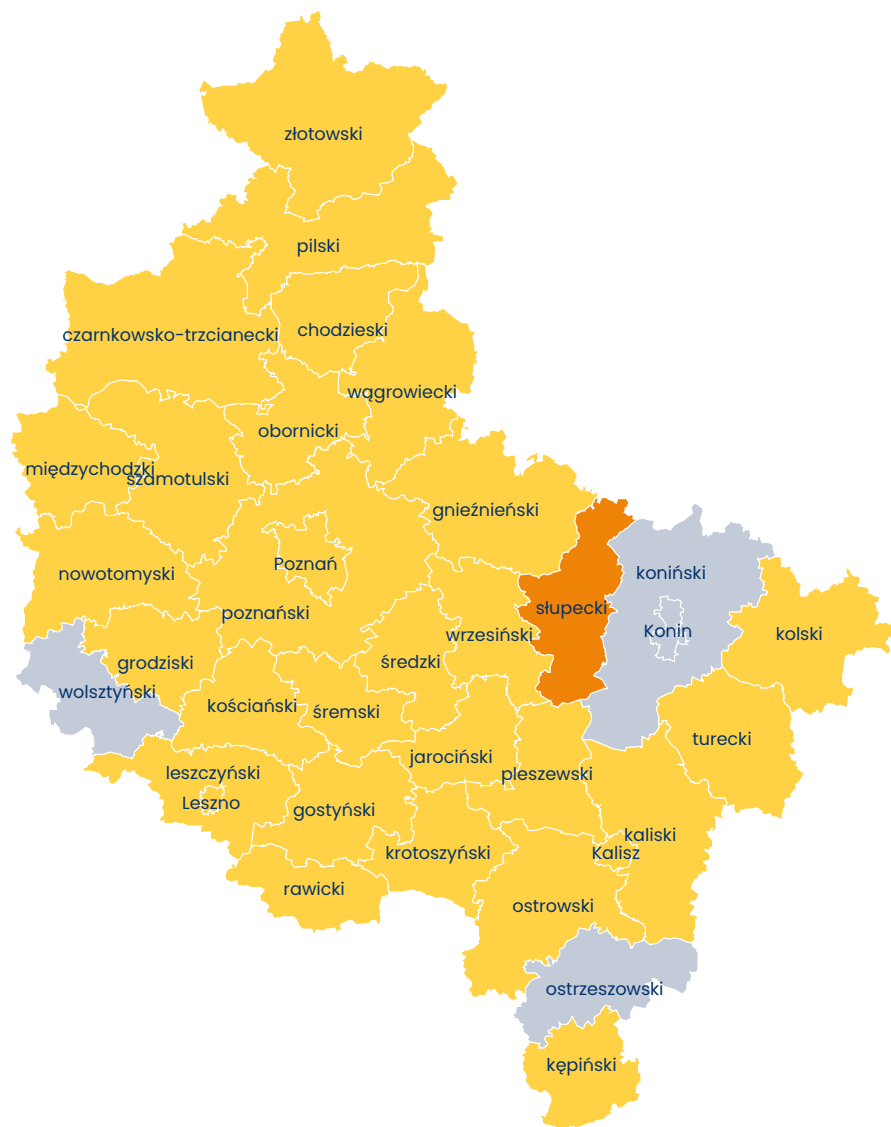 złotowski
pilski
chodzieski
czarnkowsko-trzcianecki
wągrowiecki
obornicki
międzychodzki
szamotulski
gnieźnieński
Poznań
nowotomyski
koniński
słupecki
poznański
Konin
wrzesiński
kolski
średzki
grodziski
wolsztyński
kościański
śremski
turecki
jarociński
leszczyński
pleszewski
Leszno
gostyński
kaliski
krotoszyński
Kalisz
rawicki
ostrowski
ostrzeszowski
kępiński